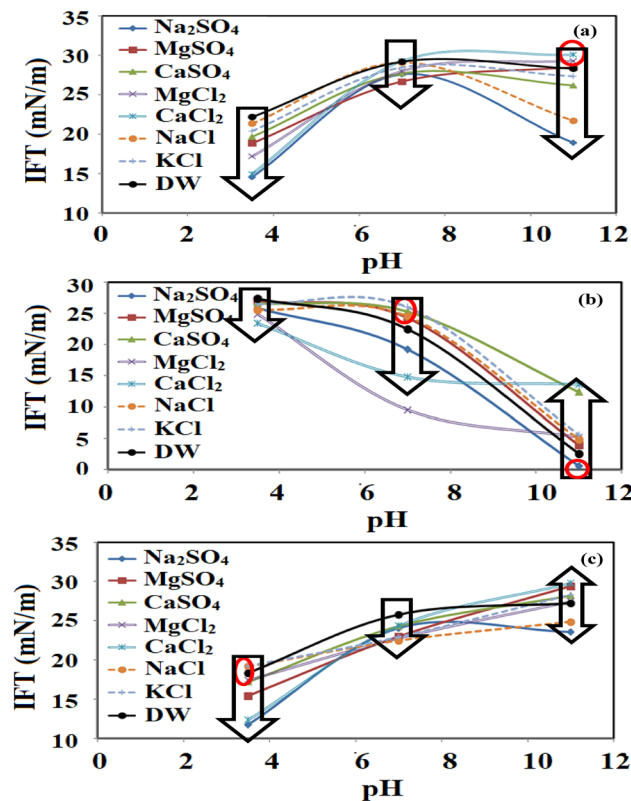 (a)
35
30
25
20
15
10
IFT (mN/m)
Na₂SO₄
MgSO₄
CaSO₄
MgCl₂
CaCl₂
NaCl
KCl
DW
0 2 4 6 8 10 12
pH
(b)
30
25
20
15
10
5
0
IFT (mN/m)
Na₂SO₄
MgSO
CaSO₄
MgCl₂
CaCl₂
NaCl
KCl
DW
0 2 4 6 8 10 12
pH
(c)
35
30
25
20
15
10
IFT (mN/m)
Na₂SO₄
MgSO₄
CaSO₄
MgCl₂
CaCl₂
NaCl
KCl
DW
0 2 4 6 8 10 12
pH